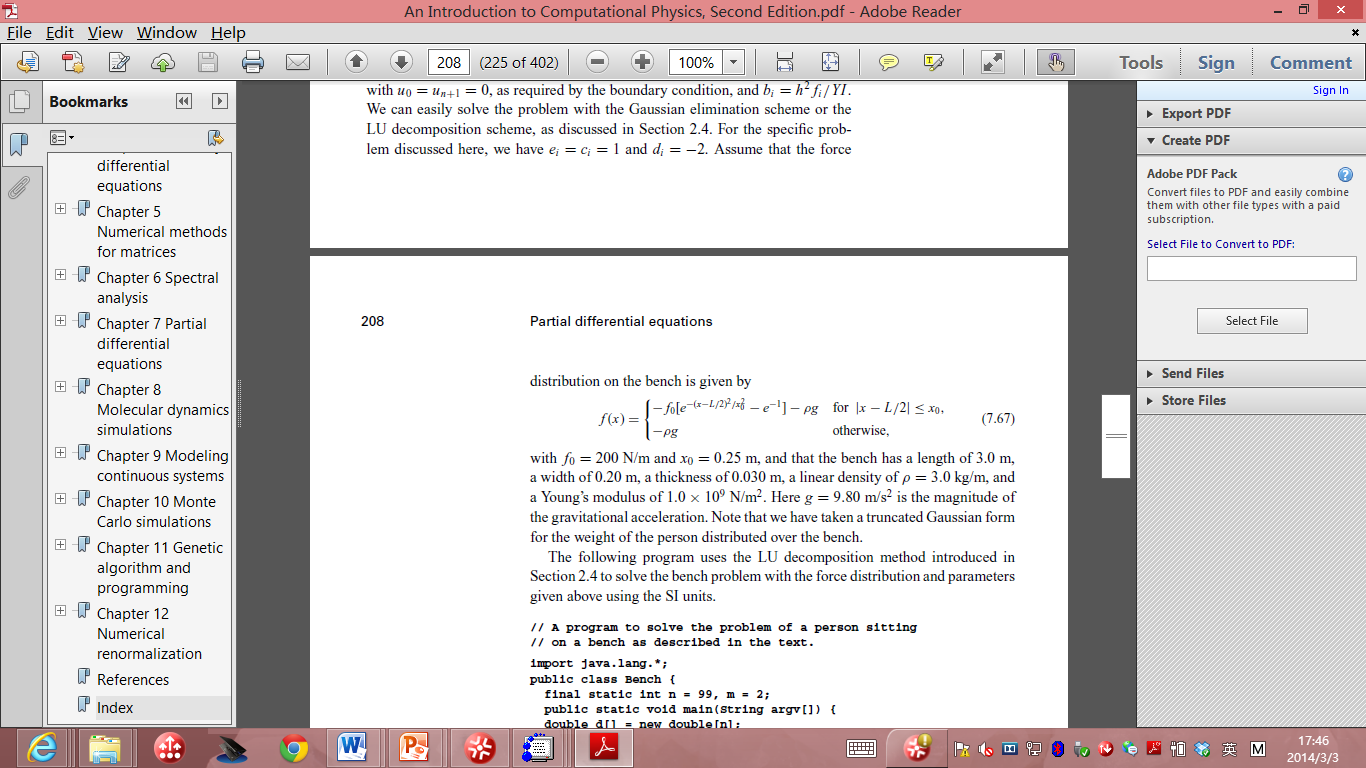 An Introduction to Computational Physics, Second Edition.pdf - Adobe Reader
File Edit View Window Help
208 (225 of 402) 100% Tools Sign Comment
Bookmarks
differential
equations
Chapter 5
Numerical methods
for matrices
Chapter 6 Spectral
analysis
Chapter 7 Partial
differential
equations
Chapter 8
Molecular dynamics
simulations
Chapter 9 Modeling
continuous systems
Chapter 10 Monte
Carlo simulations
Chapter 11 Genetic
algorithm and
programming
Chapter 12
Numerical
renormalization
References
Index
with u₀ = uₙ₊₁ = 0, as required by the boundary condition, and bᵢ = h² fᵢ/YI.
We can easily solve the problem with the Gaussian elimination scheme or the
LU decomposition scheme, as discussed in Section 2.4. For the specific prob-
lem discussed here, we have eᵢ = cᵢ = 1 and dᵢ = −2. Assume that the force
208 Partial differential equations
distribution on the bench is given by
f(x) = { −f₀[e^{−(x−L/2)²/x₀²} − e⁻¹] − ρg for |x − L/2| ≤ x₀,
−ρg otherwise, (7.67)
with f₀ = 200 N/m and x₀ = 0.25 m, and that the bench has a length of 3.0 m,
a width of 0.20 m, a thickness of 0.030 m, a linear density of ρ = 3.0 kg/m, and
a Young's modulus of 1.0 × 10⁹ N/m². Here g = 9.80 m/s² is the magnitude of
the gravitational acceleration. Note that we have taken a truncated Gaussian form
for the weight of the person distributed over the bench.
The following program uses the LU decomposition method introduced in
Section 2.4 to solve the bench problem with the force distribution and parameters
given above using the SI units.
// A program to solve the problem of a person sitting
// on a bench as described in the text.
import java.lang.*;
public class Bench {
final static int n = 99, m = 2;
public static void main(String argv[]) {
double d[] = new double[n];
Sign In
Export PDF
Create PDF
Adobe PDF Pack
Convert files to PDF and easily combine
them with other file types with a paid
subscription.
Select File to Convert to PDF:
Select File
Send Files
Store Files
英 M
17:46
2014/3/3